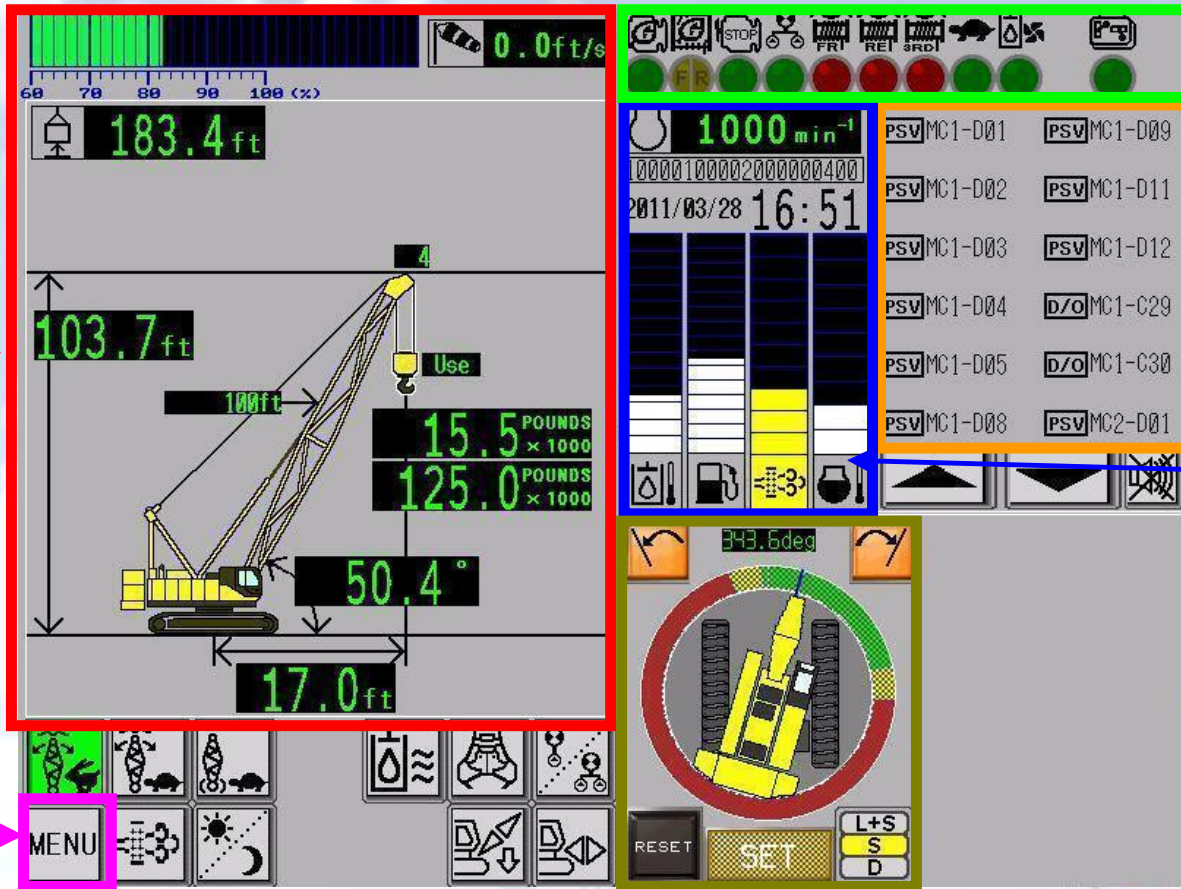 0.0ft/s
60 70 80 90 100 (%)
183.4ft
4
103.7ft
Use
100ft
15.5 POUNDS × 1000
125.0 POUNDS × 1000
50.4°
17.0ft
MENU
G G STOP FR RE 3RD
F R
1000 min⁻¹
10000100002000000400
2011/03/28 16:51
PSV MC1-D01 PSV MC1-D09
PSV MC1-D02 PSV MC1-D11
PSV MC1-D03 PSV MC1-D12
PSV MC1-D04 D/O MC1-C29
PSV MC1-D05 D/O MC1-C30
PSV MC1-D08 PSV MC2-D01
343.6deg
RESET
SET
L+S
S
D